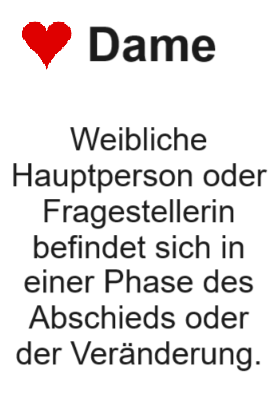 Dame
Weibliche
Hauptperson oder
Fragestellerin
befindet sich in
einer Phase des
Abschieds oder
der Veränderung.